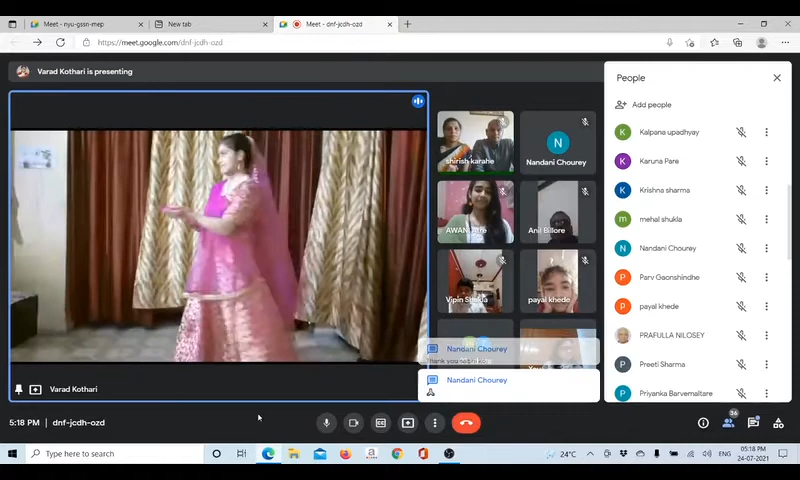 Meet - nyu-gssn-mep
New tab
Meet - dnf-jcdh-ozd
https://meet.google.com/dnf-jcdh-ozd
Varad Kothari is presenting
People
Add people
Kalpana upadhyay
Karuna Pare
Krishna sharma
mehal shukla
Nandani Chourey
Parv Gaonshindhe
payal khede
PRAFULLA NILOSEY
Preeti Sharma
Priyanka Barvemaltare
shirish karahe
Nandani Chourey
Anil Billore
Vipin Shukla
payal khede
Nandani Chourey
Nandani Chourey
Varad Kothari
5:18 PM | dnf-jcdh-ozd
36
Type here to search
24°C
ENG
05:18 PM
24-07-2021